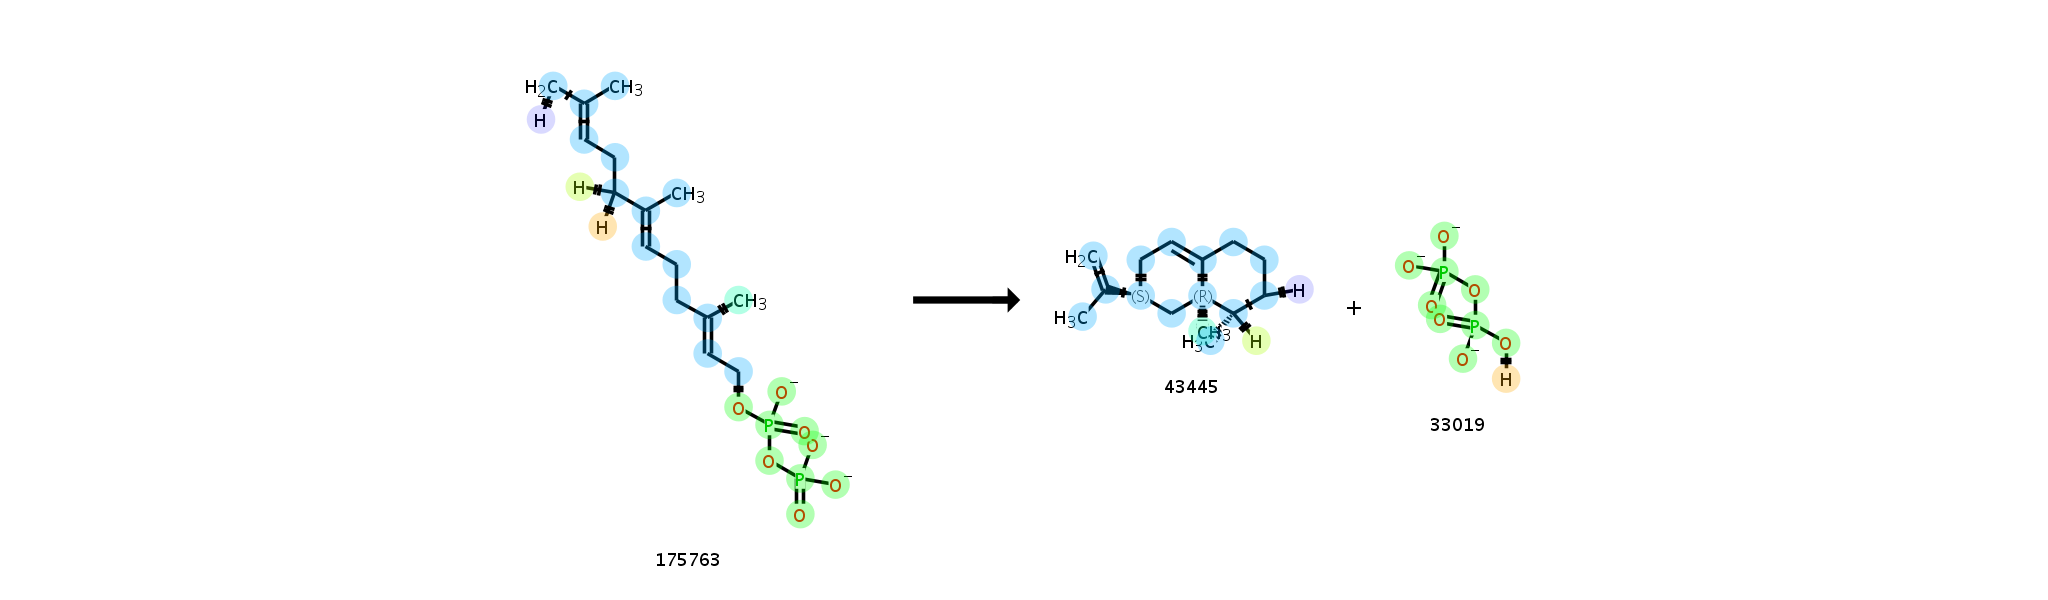 H₂C CH₃
H
H CH₃
H
CH₃
O O⁻
P O O⁻
O P O⁻
O
175763
H₂C (S) (R) H
H₃C CH₃
H₃C H
43445
+
O⁻
O⁻ P O
O O P O
O⁻ H
33019